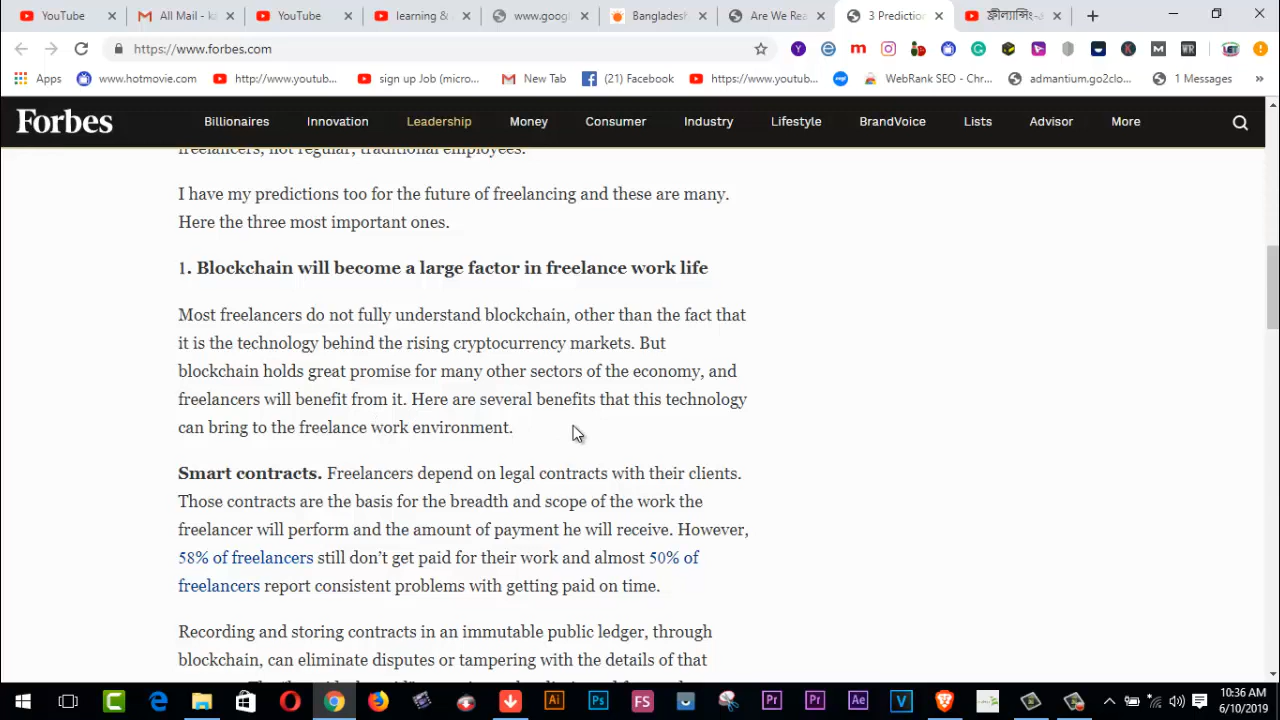 YouTube
All Mail - ka
YouTube
learning &
www.goog
Bangladesh
Are We Rea
3 Prediction
ফ্রীল্যান্সিং-
https://www.forbes.com
Apps
www.hotmovie.com
http://www.youtub...
sign up Job (micro...
New Tab
(21) Facebook
https://www.youtub...
WebRank SEO - Chr...
admantium.go2clo...
1 Messages
»
Forbes
Billionaires
Innovation
Leadership
Money
Consumer
Industry
Lifestyle
BrandVoice
Lists
Advisor
More
freelancers, not regular, traditional employees.
I have my predictions too for the future of freelancing and these are many.
Here the three most important ones.
1. Blockchain will become a large factor in freelance work life
Most freelancers do not fully understand blockchain, other than the fact that
it is the technology behind the rising cryptocurrency markets. But
blockchain holds great promise for many other sectors of the economy, and
freelancers will benefit from it. Here are several benefits that this technology
can bring to the freelance work environment.
Smart contracts. Freelancers depend on legal contracts with their clients.
Those contracts are the basis for the breadth and scope of the work the
freelancer will perform and the amount of payment he will receive. However,
58% of freelancers still don't get paid for their work and almost 50% of
freelancers report consistent problems with getting paid on time.
Recording and storing contracts in an immutable public ledger, through
blockchain, can eliminate disputes or tampering with the details of that
10:36 AM
6/10/2019